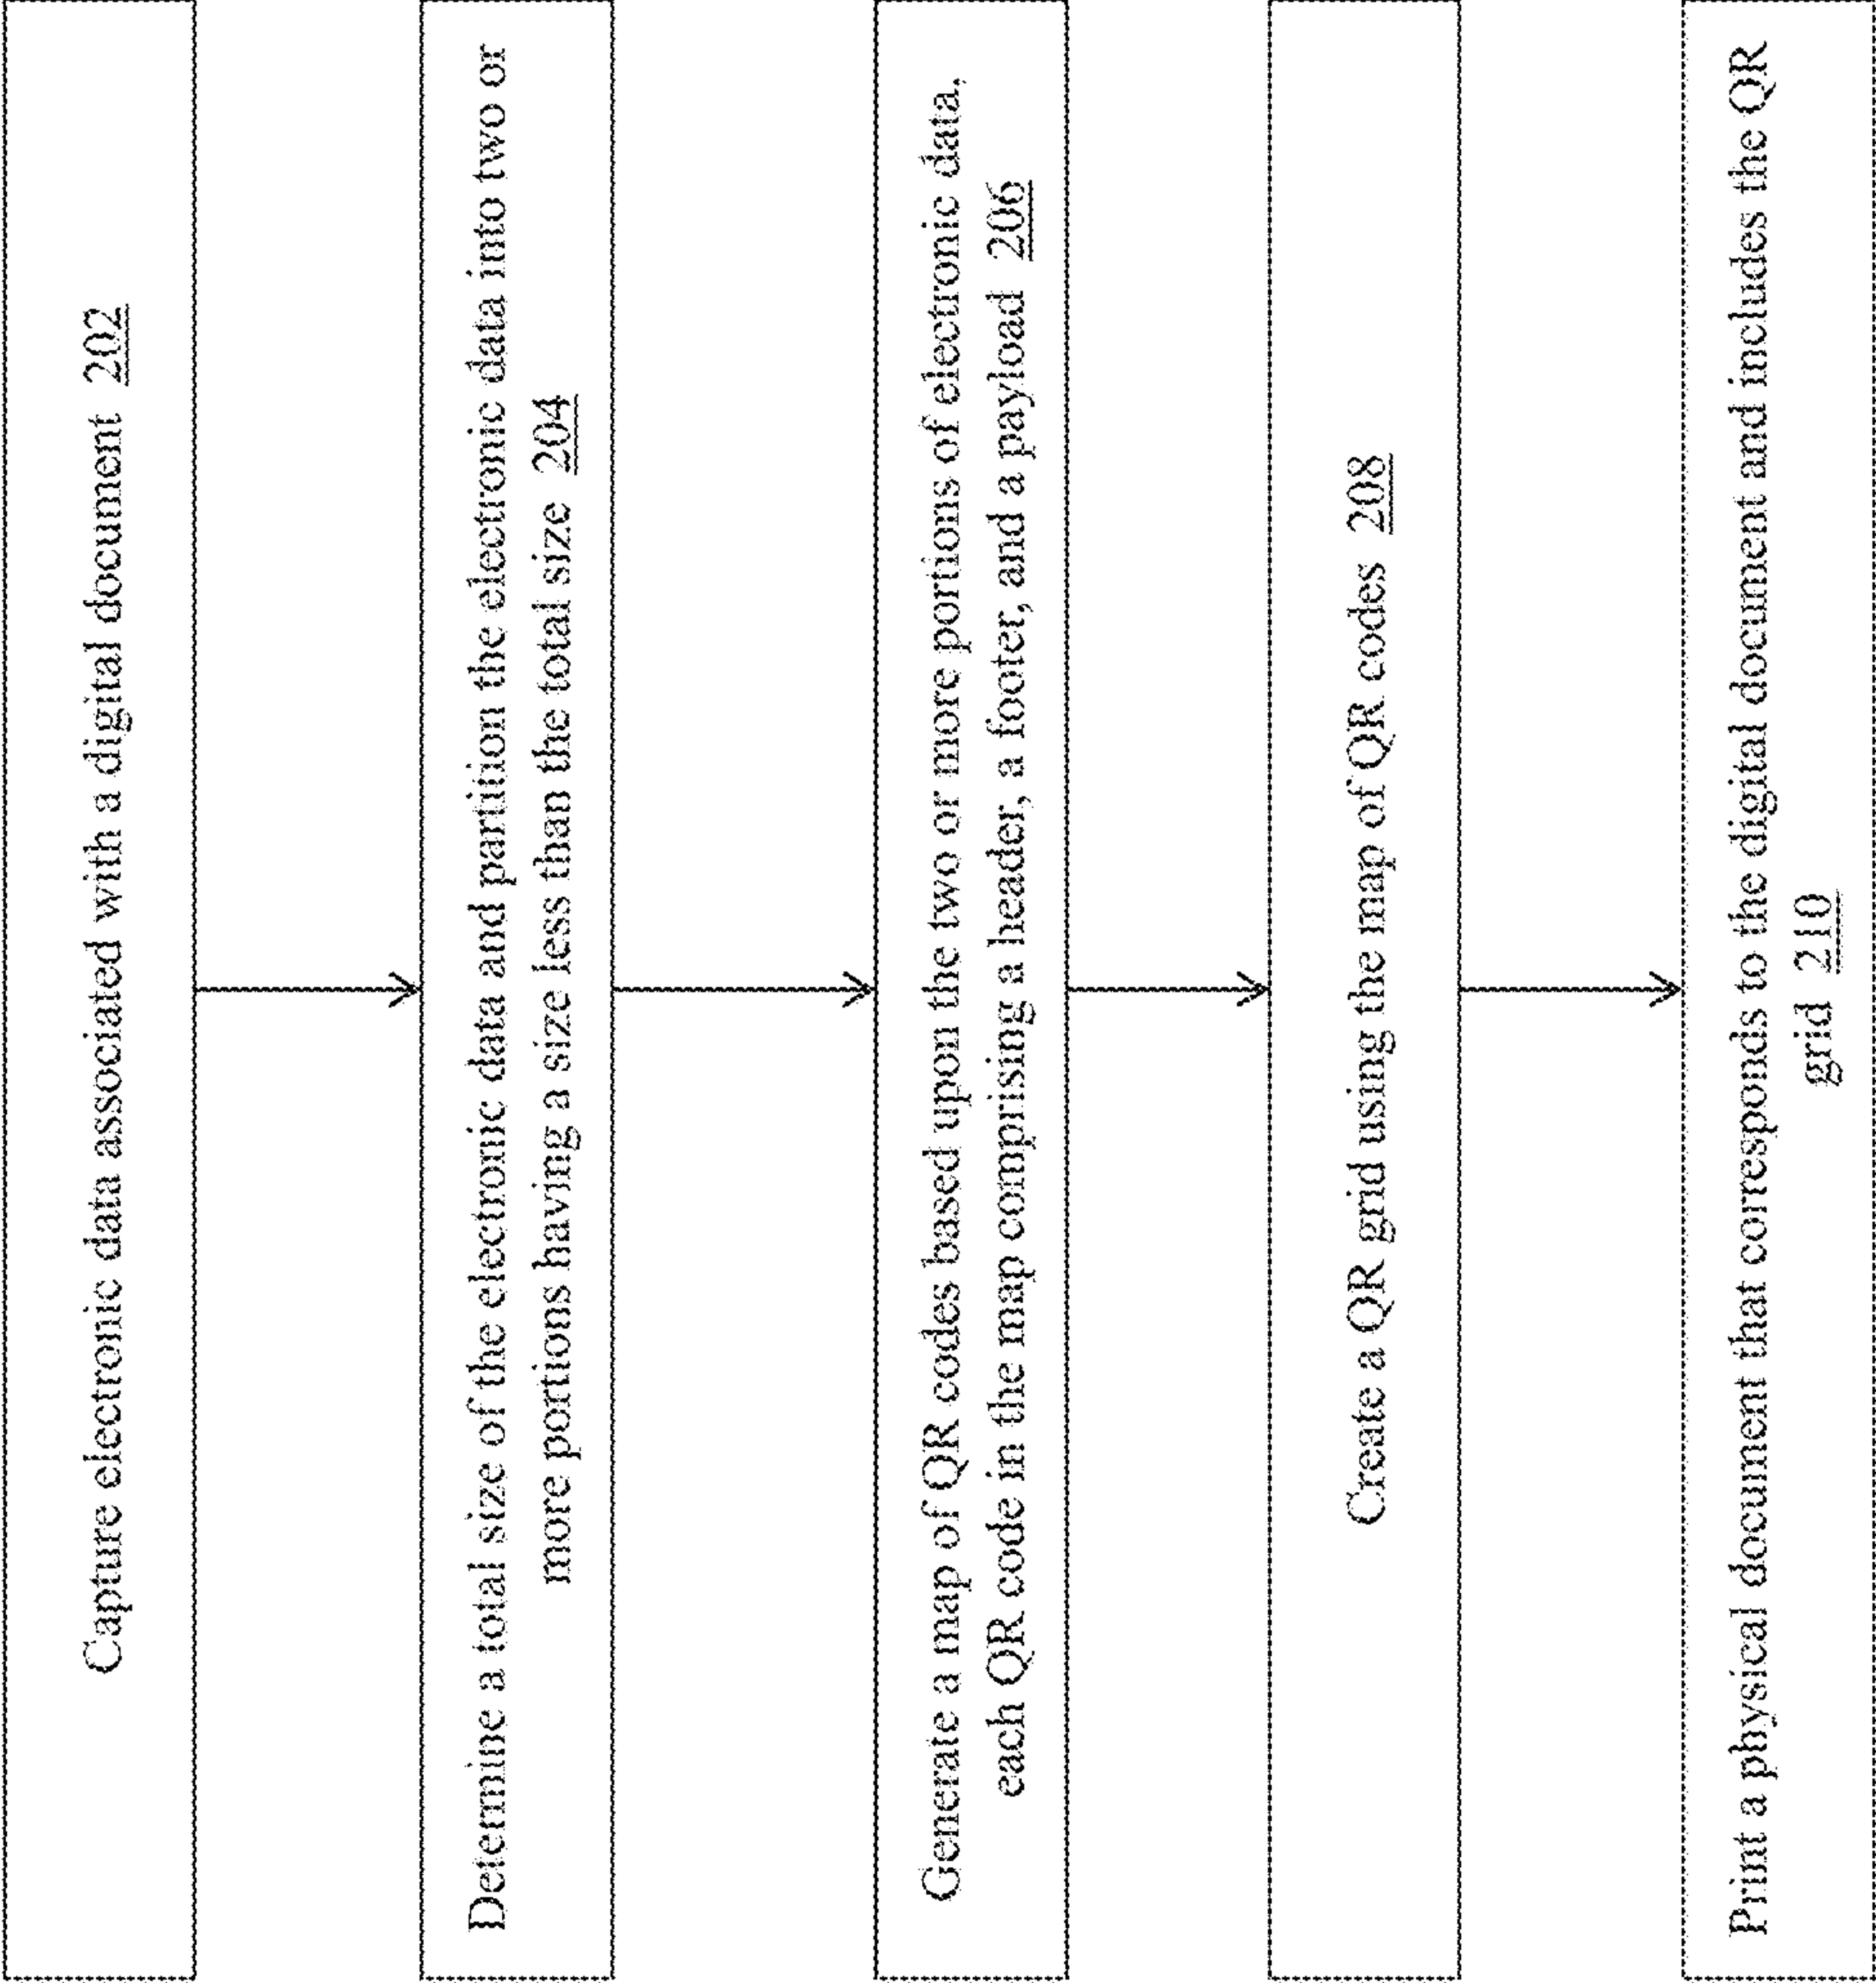 Capture electronic data associated with a digital document 202
Determine a total size of the electronic data and partition the electronic data into two or
more portions having a size less than the total size 204
Generate a map of QR codes based upon the two or more portions of electronic data,
each QR code in the map comprising a header, a footer, and a payload 206
Create a QR grid using the map of QR codes 208
Print a physical document that corresponds to the digital document and includes the QR
grid 210